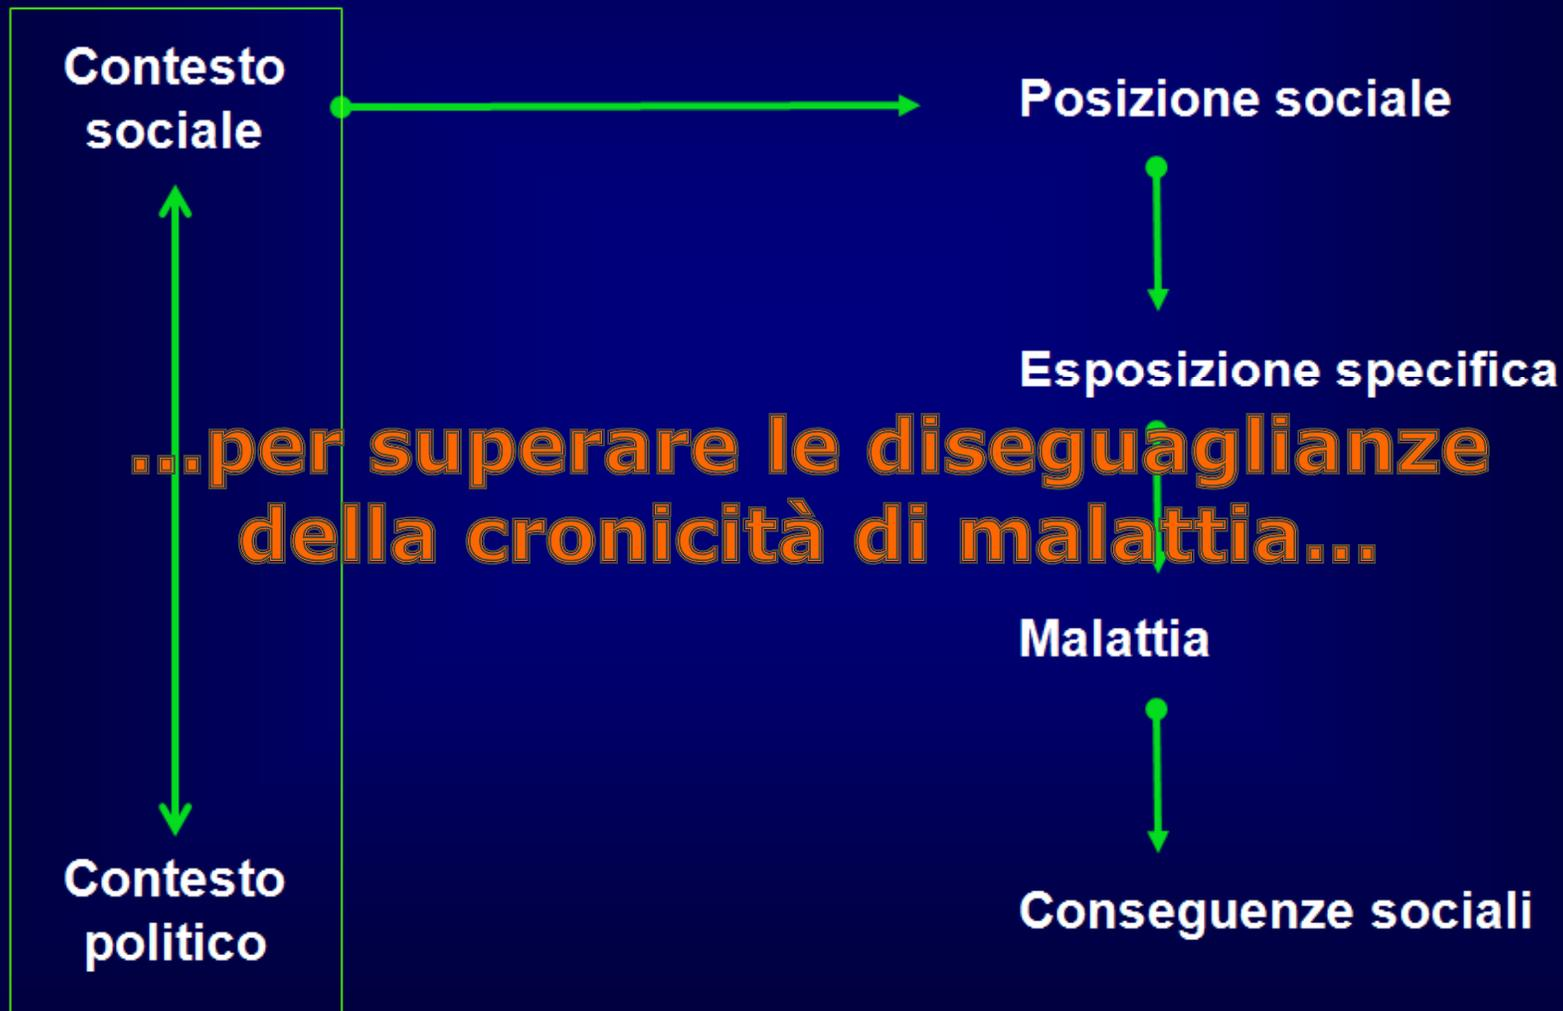 Contesto
sociale
Posizione sociale
Esposizione specifica
...per superare le diseguaglianze
della cronicità di malattia...
Malattia
Contesto
politico
Conseguenze sociali